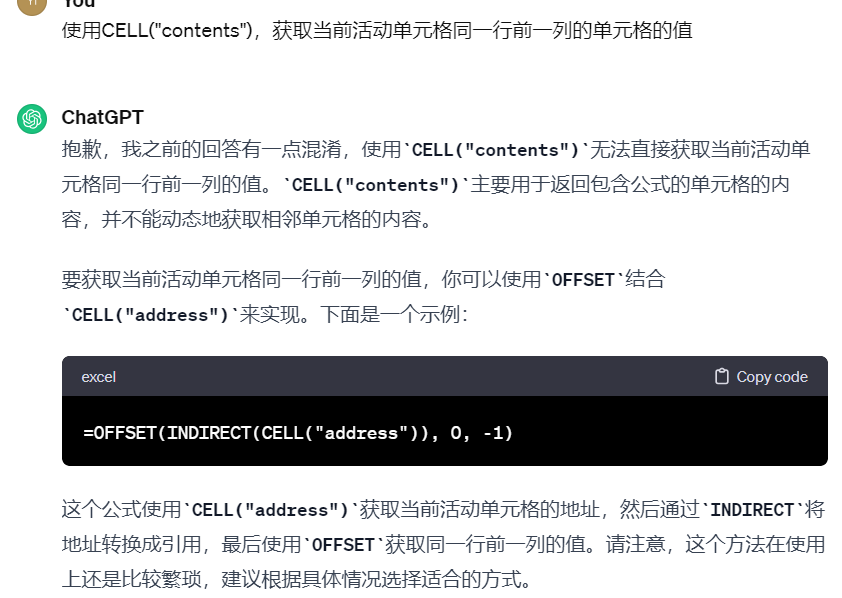 You
使用CELL("contents")，获取当前活动单元格同一行前一列的单元格的值
ChatGPT
抱歉，我之前的回答有一点混淆，使用`CELL("contents")`无法直接获取当前活动单
元格同一行前一列的值。`CELL("contents")`主要用于返回包含公式的单元格的内
容，并不能动态地获取相邻单元格的内容。
要获取当前活动单元格同一行前一列的值，你可以使用`OFFSET`结合
`CELL("address")`来实现。下面是一个示例：
excel
Copy code
=OFFSET(INDIRECT(CELL("address")), 0, -1)
这个公式使用`CELL("address")`获取当前活动单元格的地址，然后通过`INDIRECT`将
地址转换成引用，最后使用`OFFSET`获取同一行前一列的值。请注意，这个方法在使用
上还是比较繁琐，建议根据具体情况选择适合的方式。